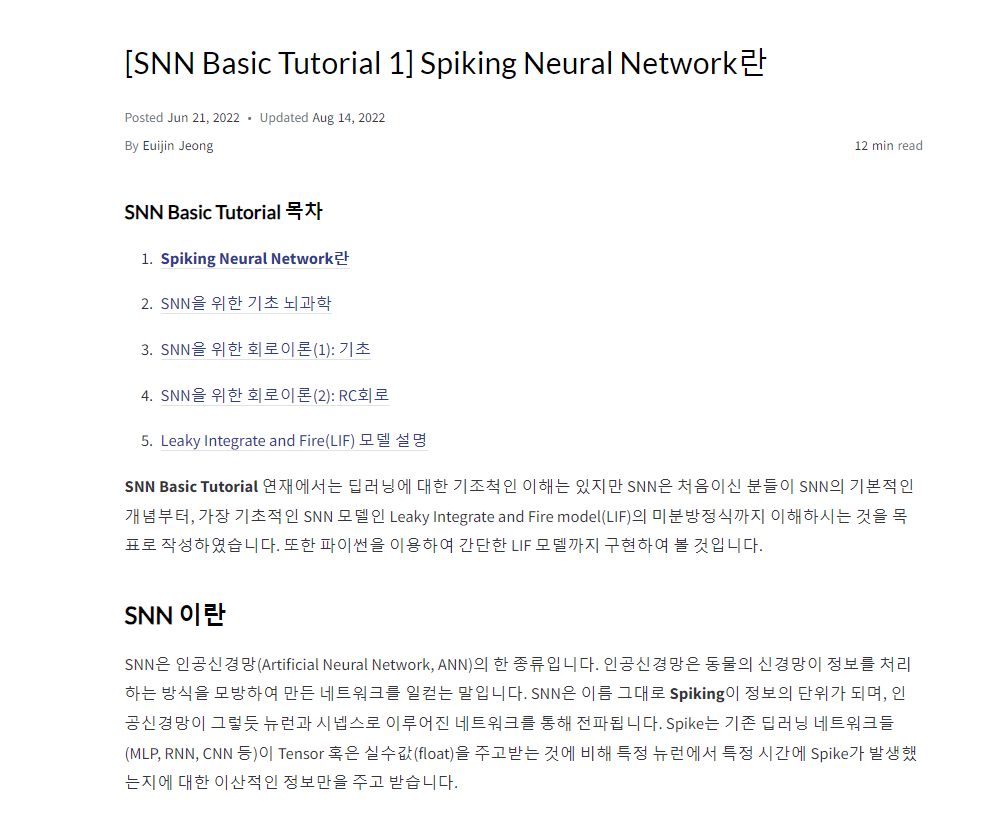 [SNN Basic Tutorial 1] Spiking Neural Network란
Posted Jun 21, 2022 • Updated Aug 14, 2022
By Euijin Jeong
12 min read
SNN Basic Tutorial 목차
1. Spiking Neural Network란
2. SNN을 위한 기초 뇌과학
3. SNN을 위한 회로이론(1): 기초
4. SNN을 위한 회로이론(2): RC회로
5. Leaky Integrate and Fire(LIF) 모델 설명
SNN Basic Tutorial 연재에서는 딥러닝에 대한 기조척인 이해는 있지만 SNN은 처음이신 분들이 SNN의 기본적인
개념부터, 가장 기초적인 SNN 모델인 Leaky Integrate and Fire model(LIF)의 미분방정식까지 이해하시는 것을 목
표로 작성하였습니다. 또한 파이썬을 이용하여 간단한 LIF 모델까지 구현하여 볼 것입니다.
SNN 이란
SNN은 인공신경망(Artificial Neural Network, ANN)의 한 종류입니다. 인공신경망은 동물의 신경망이 정보를 처리
하는 방식을 모방하여 만든 네트워크를 일컫는 말입니다. SNN은 이름 그대로 Spiking이 정보의 단위가 되며, 인
공신경망이 그렇듯 뉴런과 시넵스로 이루어진 네트워크를 통해 전파됩니다. Spike는 기존 딥러닝 네트워크들
(MLP, RNN, CNN 등)이 Tensor 혹은 실수값(float)을 주고받는 것에 비해 특정 뉴런에서 특정 시간에 Spike가 발생했
는지에 대한 이산적인 정보만을 주고 받습니다.